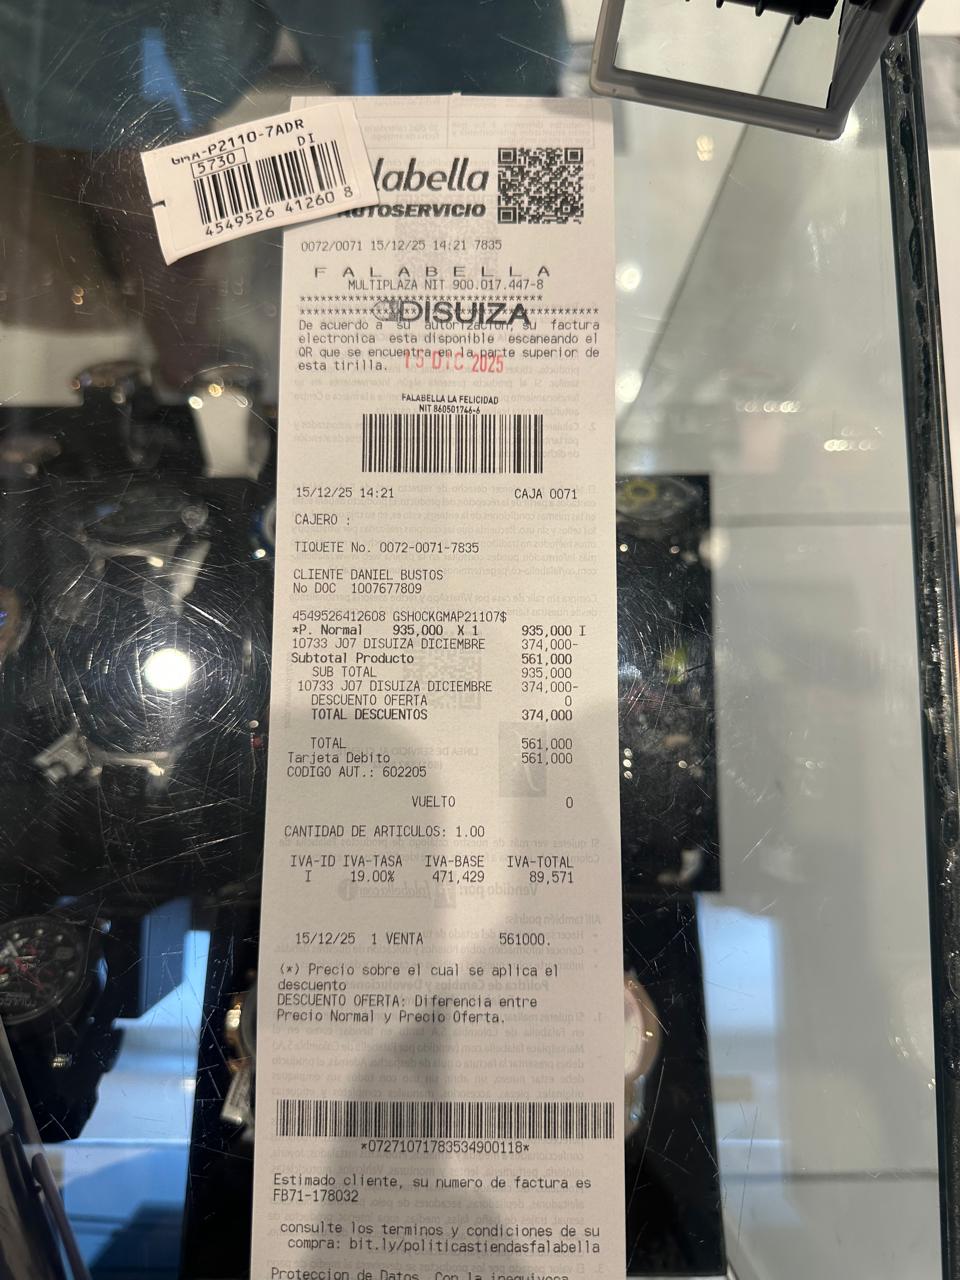 GMA-P2110-7ADR
5730 DI
4549526 41260 8
labella
AUTOSERVICIO
0072/0071 15/12/25 14:21 7835
FALABELLA
MULTIPLAZA NIT 900.017.447-8
****************************************
DISUIZA
De acuerdo a su autorizacion, su factura
electronica esta disponible escaneando el
QR que se encuentra en la parte superior de
esta tirilla.
15 DIC 2025
FALABELLA LA FELICIDAD
NIT 860501746-6
15/12/25 14:21 CAJA 0071
CAJERO :
TIQUETE No. 0072-0071-7835
CLIENTE DANIEL BUSTOS
No DOC 1007677809
4549526412608 GSHOCKGMAP21107$
*P. Normal 935,000 X 1 935,000 I
10733 J07 DISUIZA DICIEMBRE 374,000-
Subtotal Producto 561,000
SUB TOTAL 935,000
10733 J07 DISUIZA DICIEMBRE 374,000-
DESCUENTO OFERTA 0
TOTAL DESCUENTOS 374,000
TOTAL 561,000
Tarjeta Debito 561,000
CODIGO AUT.: 602205
VUELTO 0
CANTIDAD DE ARTICULOS: 1.00
IVA-ID IVA-TASA IVA-BASE IVA-TOTAL
I 19.00% 471,429 89,571
15/12/25 1 VENTA 561000.
(*) Precio sobre el cual se aplica el
descuento
DESCUENTO OFERTA: Diferencia entre
Precio Normal y Precio Oferta.
*07271071783534900118*
Estimado cliente, su numero de factura es
FB71-178032
consulte los terminos y condiciones de su
compra: bit.ly/politicastiendasfalabella
Proteccion de Datos. Con la inequivoca